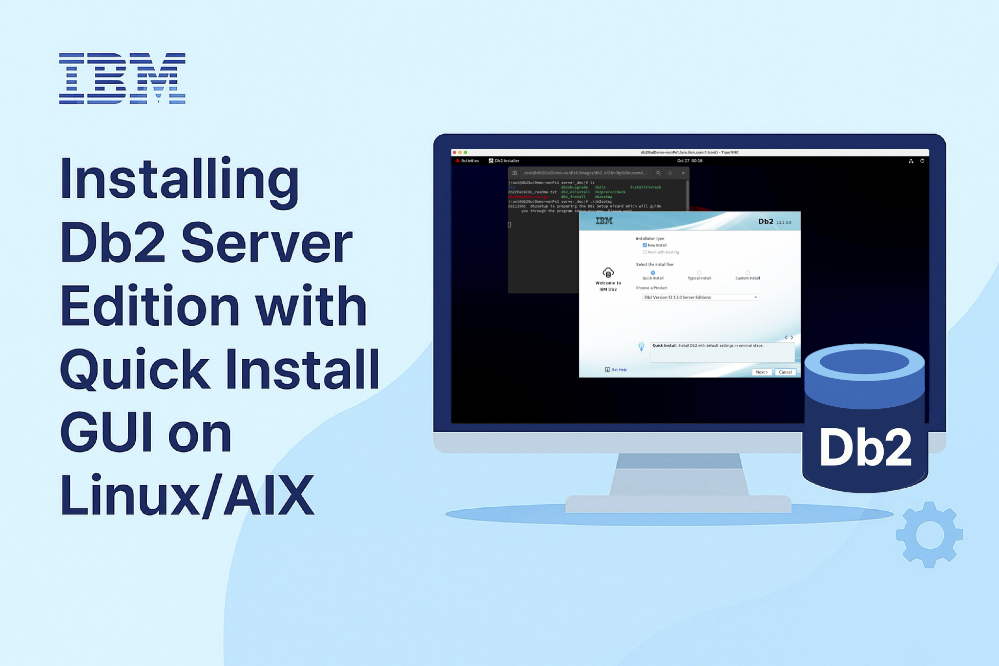 IBM
Installing
Db2 Server
Edition with
Quick Install
GUI on
Linux/AIX
db2GuiDemo-nonPs1.fyre.ibm.com:1 (root) - TigerVNC
Activities Db2 Installer Oct 27 00:16
root@db2GuiDemo-nonPs1:/images/db2_v121m3fp0/linuxamd...
[root@db2GuiDemo-nonPs1 server_dec]# ls
db2 db2ckupgrade db2ls installFixPack
db2checkCOL_readme.txt db2_deinstall db2prereqcheck
db2checkCOL.tar.gz db2_install db2setup
[root@db2GuiDemo-nonPs1 server_dec]# ./db2setup
DBI1190I db2setup is preparing the DB2 Setup wizard which will guide
you through the program setup process. Please wait.
IBM Db2 12.1.3.0
Installation type
New Install
Work with Existing
Select the install flow
Quick Install Typical Install Custom Install
Welcome to
IBM Db2
Choose a Product
Db2 Version 12.1.3.0 Server Editions
Quick Install: Install Db2 with default settings in minimal steps.
Get Help
Next > Cancel
Db2